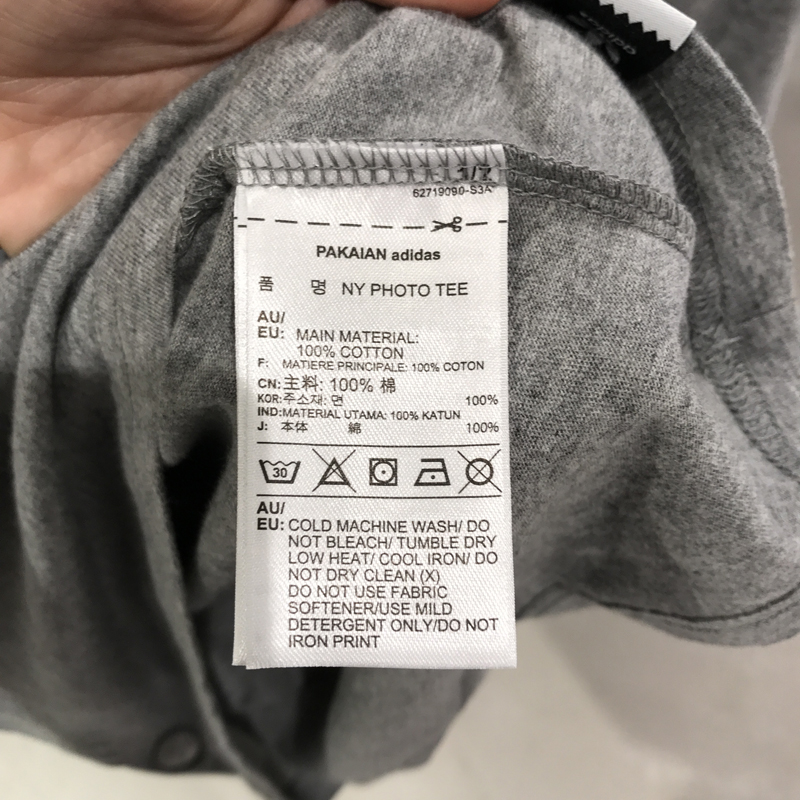 1/7
62719090-S3A
PAKAIAN adidas
품 명 NY PHOTO TEE
AU/
EU: MAIN MATERIAL:
100% COTTON
F: MATIERE PRINCIPALE: 100% COTON
CN:主料: 100% 棉
KOR:주소재: 면 100%
IND:MATERIAL UTAMA: 100% KATUN
J: 本体 綿 100%
30
AU/
EU: COLD MACHINE WASH/ DO
NOT BLEACH/ TUMBLE DRY
LOW HEAT/ COOL IRON/ DO
NOT DRY CLEAN (X)
DO NOT USE FABRIC
SOFTENER/USE MILD
DETERGENT ONLY/DO NOT
IRON PRINT